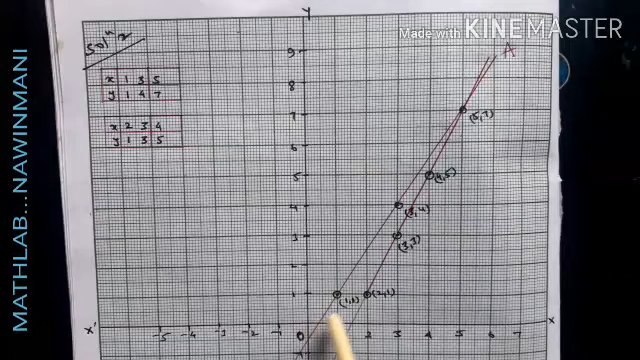 Made with KINEMASTER
Y
A
Solⁿ
x 1 3 5
y 1 4 7
x 2 3 4
y 1 3 5
9
8
7
6
5
4
3
2
1
(5,7)
(4,5)
(3,4)
(3,3)
(1,1)
(2,1)
X' -5 -4 -3 -2 -1 0 2 3 4 5 6 7 X
MATHLAB... NAWINMANI